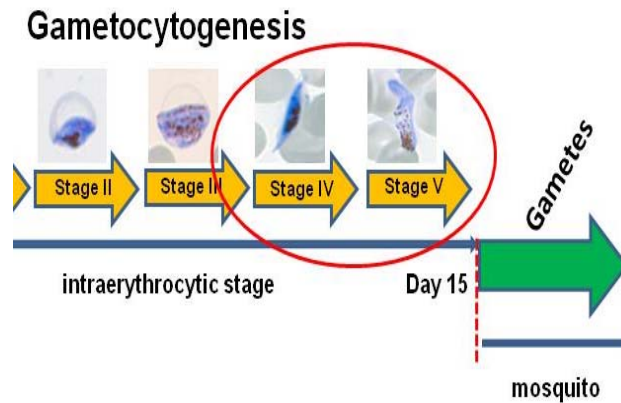 Gametocytogenesis
Stage II
Stage III
Stage IV
Stage V
Gametes
intraerythrocytic stage
Day 15
mosquito